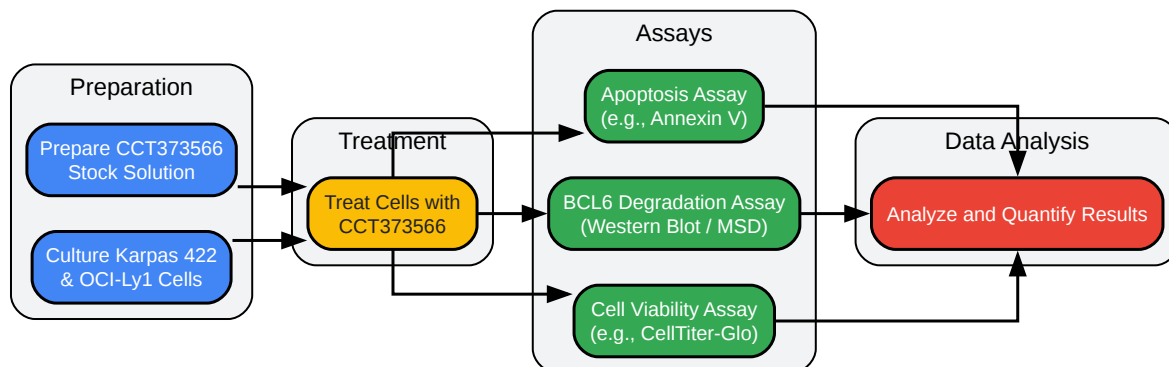 Preparation
Prepare CCT373566
Stock Solution
Culture Karpas 422
& OCI-Ly1 Cells
Treatment
Treat Cells with
CCT373566
Assays
Apoptosis Assay
(e.g., Annexin V)
BCL6 Degradation Assay
(Western Blot / MSD)
Cell Viability Assay
(e.g., CellTiter-Glo)
Data Analysis
Analyze and Quantify Results